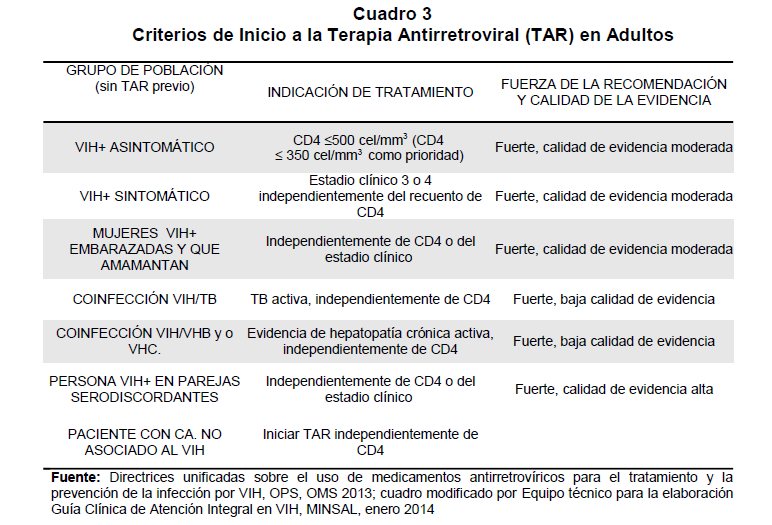 Cuadro 3
Criterios de Inicio a la Terapia Antirretroviral (TAR) en Adultos
GRUPO DE POBLACIÓN
(sin TAR previo)
INDICACIÓN DE TRATAMIENTO
FUERZA DE LA RECOMENDACIÓN
Y CALIDAD DE LA EVIDENCIA
VIH+ ASINTOMÁTICO
CD4 ≤500 cel/mm³ (CD4
≤ 350 cel/mm³ como prioridad)
Fuerte, calidad de evidencia moderada
VIH+ SINTOMÁTICO
Estadio clínico 3 o 4
independientemente del recuento de
CD4
Fuerte, calidad de evidencia moderada
MUJERES VIH+
EMBARAZADAS Y QUE
AMAMANTAN
Independientemente de CD4 o del
estadio clínico
Fuerte, calidad de evidencia moderada
COINFECCIÓN VIH/TB
TB activa, independientemente de CD4
Fuerte, baja calidad de evidencia
COINFECCIÓN VIH/VHB y o
VHC.
Evidencia de hepatopatía crónica activa,
independientemente de CD4
Fuerte, baja calidad de evidencia
PERSONA VIH+ EN PAREJAS
SERODISCORDANTES
Independientemente de CD4 o del
estadio clínico
Fuerte, calidad de evidencia alta
PACIENTE CON CA. NO
ASOCIADO AL VIH
Iniciar TAR independientemente de
CD4
Fuente: Directrices unificadas sobre el uso de medicamentos antirretrovíricos para el tratamiento y la
prevención de la infección por VIH, OPS, OMS 2013; cuadro modificado por Equipo técnico para la elaboración
Guía Clínica de Atención Integral en VIH, MINSAL, enero 2014